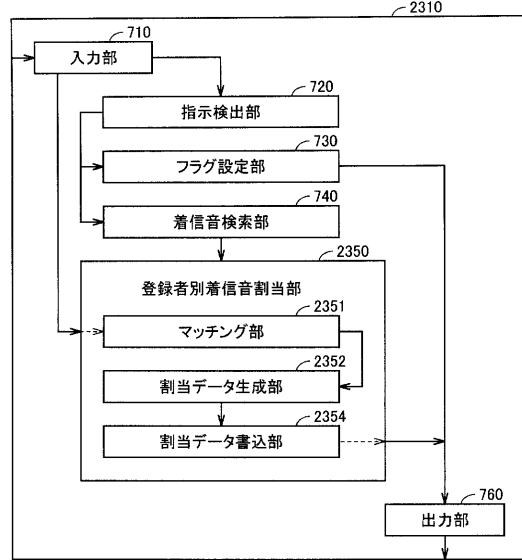 2310
710
入力部
720
指示検出部
730
フラグ設定部
740
着信音検索部
2350
登録者別着信音割当部
2351
マッチング部
2352
割当データ生成部
2354
割当データ書込部
760
出力部